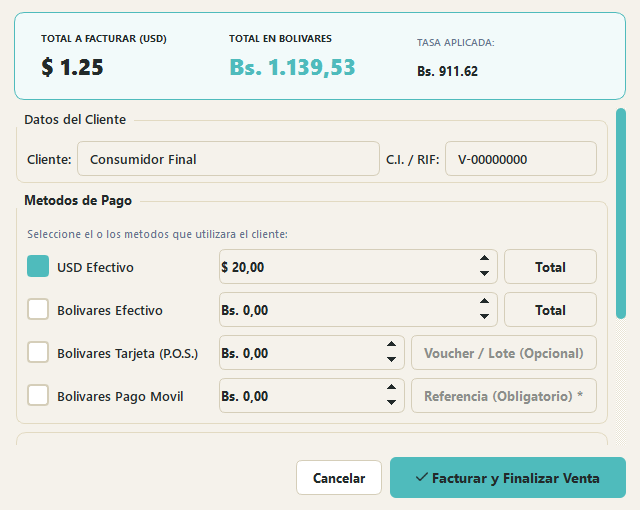 TOTAL A FACTURAR (USD)
TOTAL EN BOLIVARES
TASA APLICADA:
$ 1.25
Bs. 1.139,53
Bs. 911.62
Datos del Cliente
Cliente: Consumidor Final C.I. / RIF: V-00000000
Metodos de Pago
Seleccione el o los metodos que utilizara el cliente:
USD Efectivo $ 20,00 Total
Bolivares Efectivo Bs. 0,00 Total
Bolivares Tarjeta (P.O.S.) Bs. 0,00 Voucher / Lote (Opcional)
Bolivares Pago Movil Bs. 0,00 Referencia (Obligatorio) *
Cancelar ✓ Facturar y Finalizar Venta